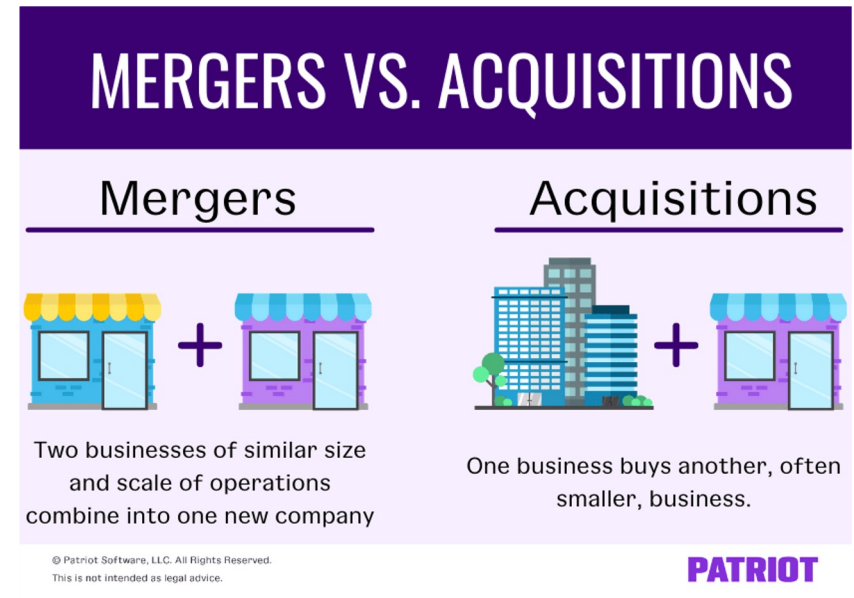 MERGERS VS. ACQUISITIONS
Mergers
Two businesses of similar size
and scale of operations
combine into one new company
Acquisitions
One business buys another, often
smaller, business.
© Patriot Software, LLC. All Rights Reserved.
This is not intended as legal advice.
PATRIOT